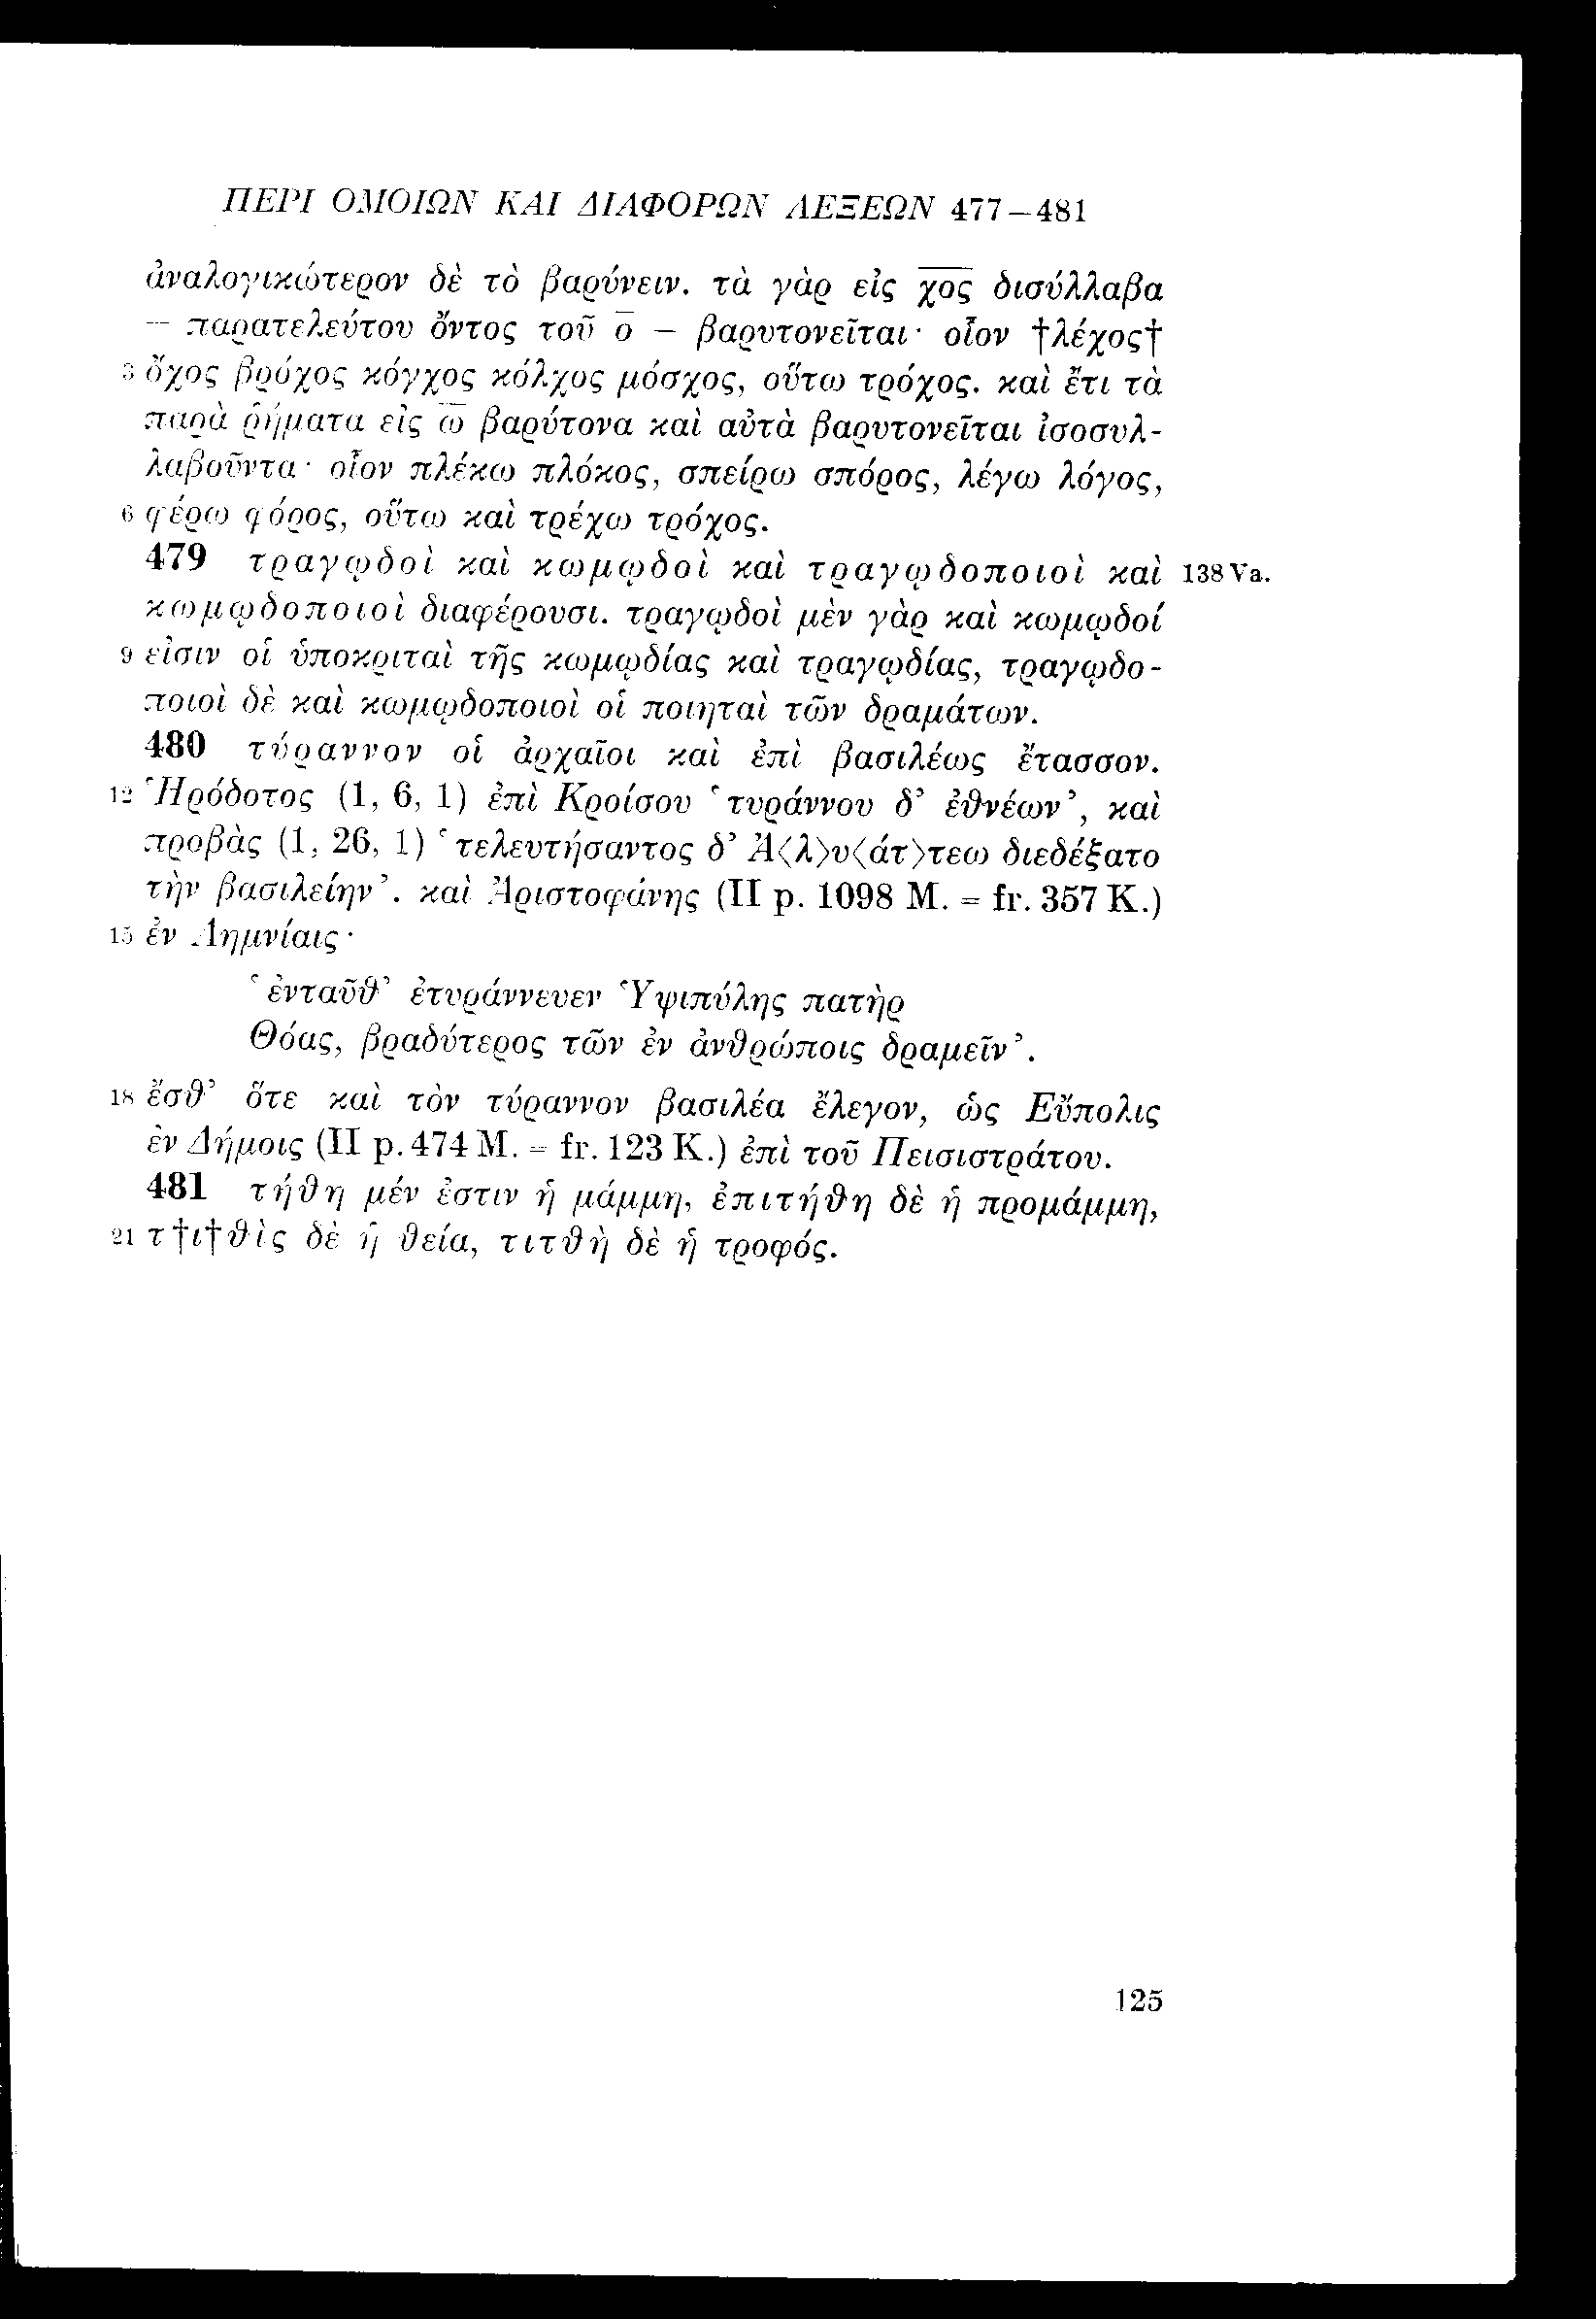 ΠΕΡΙ ΟΜΟΙΩΝ ΚΑΙ ΔΙΑΦΟΡΩΝ ΛΕΞΕΩΝ 477–481
ἀναλογικώτερον δὲ τὸ βαρύνειν. τὰ γὰρ εἰς χος δισύλλαβα
– παρατελεύτου ὄντος τοῦ ο – βαρυτονεῖται· οἷον †λέχος†
3 ὄχος βρόχος κόγχος κόλχος μόσχος, οὕτω τρόχος. καὶ ἔτι τὰ
παρὰ ῥήματα εἰς ω βαρύτονα καὶ αὐτὰ βαρυτονεῖται ἰσοσυλ-
λαβοῦντα· οἷον πλέκω πλόκος, σπείρω σπόρος, λέγω λόγος,
6 φέρω φόρος, οὕτω καὶ τρέχω τρόχος.
479 τραγῳδοὶ καὶ κωμῳδοὶ καὶ τραγῳδοποιοὶ καὶ 138 Va.
κωμῳδοποιοὶ διαφέρουσι. τραγῳδοὶ μὲν γὰρ καὶ κωμῳδοί
9 εἰσιν οἱ ὑποκριταὶ τῆς κωμῳδίας καὶ τραγῳδίας, τραγῳδο-
ποιοὶ δὲ καὶ κωμῳδοποιοὶ οἱ ποιηταὶ τῶν δραμάτων.
480 τύραννον οἱ ἀρχαῖοι καὶ ἐπὶ βασιλέως ἔτασσον.
12 Ἡρόδοτος (1, 6, 1) ἐπὶ Κροίσου ‘τυράννου δ’ ἐθνέων’, καὶ
προβὰς (1, 26, 1) ‘τελευτήσαντος δ’ Ἀ⟨λ⟩υ⟨άτ⟩τεω διεδέξατο
τὴν βασιλείην’. καὶ Ἀριστοφάνης (II p. 1098 M. = fr. 357 K.)
15 ἐν Λημνίαις·
‘ἐνταῦθ’ ἐτυράννευεν Ὑψιπύλης πατὴρ
Θόας, βραδύτερος τῶν ἐν ἀνθρώποις δραμεῖν’.
18 ἔσθ’ ὅτε καὶ τὸν τύραννον βασιλέα ἔλεγον, ὡς Εὔπολις
ἐν Δήμοις (II p. 474 M. = fr. 123 K.) ἐπὶ τοῦ Πεισιστράτου.
481 τήθη μέν ἐστιν ἡ μάμμη, ἐπιτήθη δὲ ἡ προμάμμη,
21 τ†ι†θὶς δὲ ἡ θεία, τιτθὴ δὲ ἡ τροφός.
125